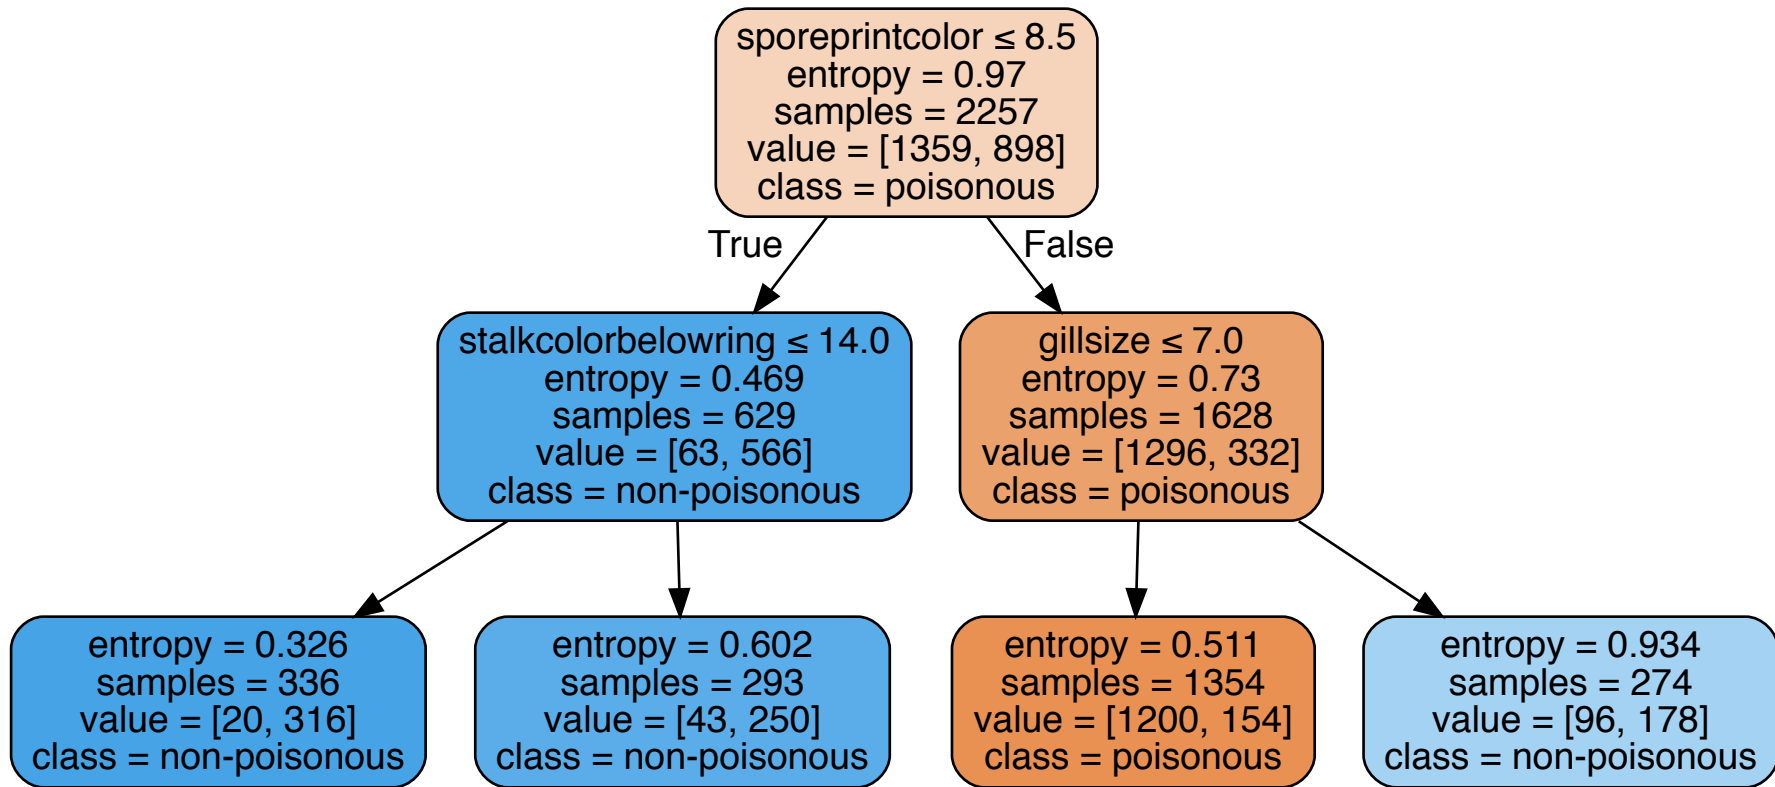 sporeprintcolor ≤ 8.5
entropy = 0.97
samples = 2257
value = [1359, 898]
class = poisonous
True
False
stalkcolorbelowring ≤ 14.0
entropy = 0.469
samples = 629
value = [63, 566]
class = non-poisonous
gillsize ≤ 7.0
entropy = 0.73
samples = 1628
value = [1296, 332]
class = poisonous
entropy = 0.326
samples = 336
value = [20, 316]
class = non-poisonous
entropy = 0.602
samples = 293
value = [43, 250]
class = non-poisonous
entropy = 0.511
samples = 1354
value = [1200, 154]
class = poisonous
entropy = 0.934
samples = 274
value = [96, 178]
class = non-poisonous